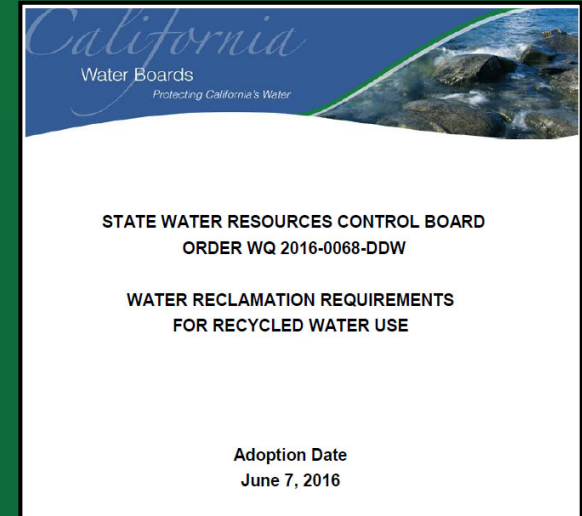 California
Water Boards
Protecting California's Water
STATE WATER RESOURCES CONTROL BOARD
ORDER WQ 2016-0068-DDW
WATER RECLAMATION REQUIREMENTS
FOR RECYCLED WATER USE
Adoption Date
June 7, 2016